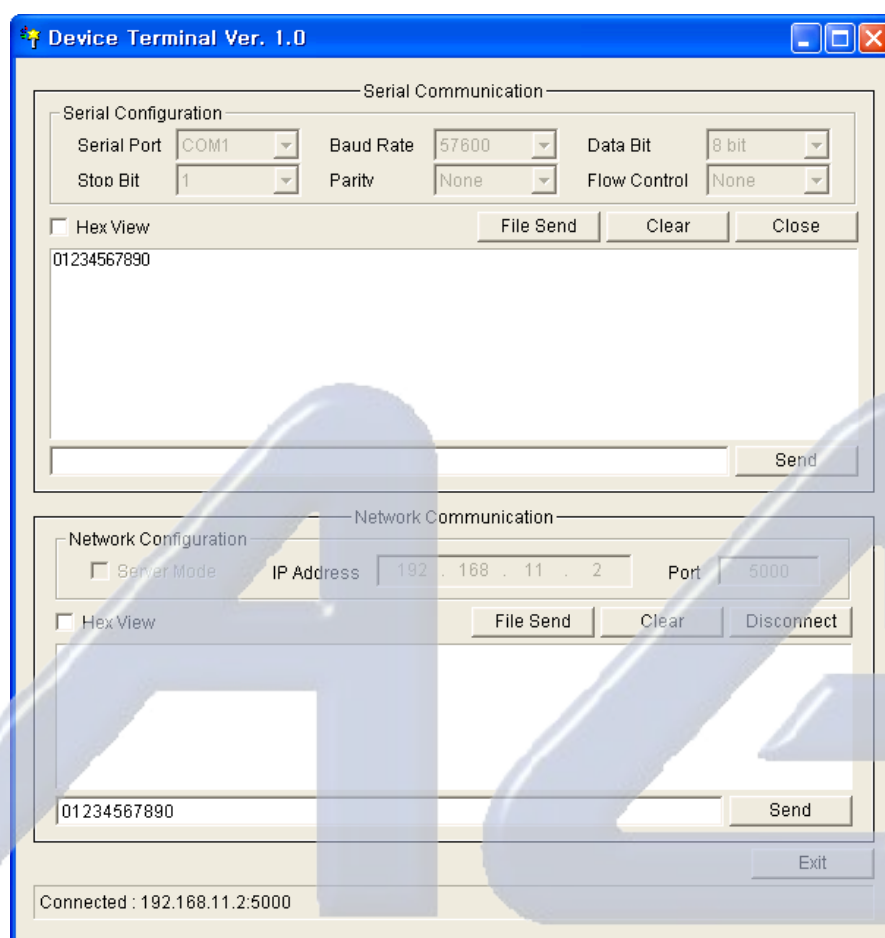 Device Terminal Ver. 1.0
Serial Communication
Serial Configuration
Serial Port COM1 Baud Rate 57600 Data Bit 8 bit
Stop Bit 1 Parity None Flow Control None
Hex View File Send Clear Close
01234567890
Send
Network Communication
Network Configuration
Server Mode IP Address 192 . 168 . 11 . 2 Port 5000
Hex View File Send Clear Disconnect
01234567890 Send
Exit
Connected : 192.168.11.2:5000